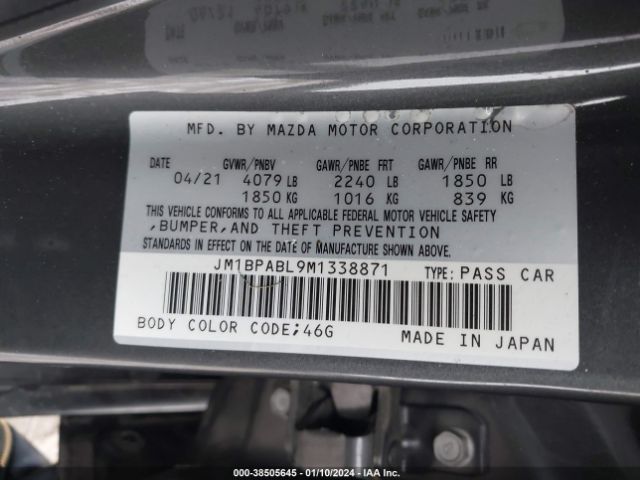 MFD. BY MAZDA MOTOR CORPORATION
DATE GVWR/PNBV GAWR/PNBE FRT GAWR/PNBE RR
04/21 4079 LB 2240 LB 1850 LB
1850 KG 1016 KG 839 KG
THIS VEHICLE CONFORMS TO ALL APPLICABLE FEDERAL MOTOR VEHICLE SAFETY
,BUMPER,AND THEFT PREVENTION
STANDARDS IN EFFECT ON THE DATE OF MANUFACTURE SHOWN ABOVE.
JM1BPABL9M1338871 TYPE: PASS CAR
BODY COLOR CODE;46G MADE IN JAPAN
000-38505645 - 01/10/2024 - IAA Inc.